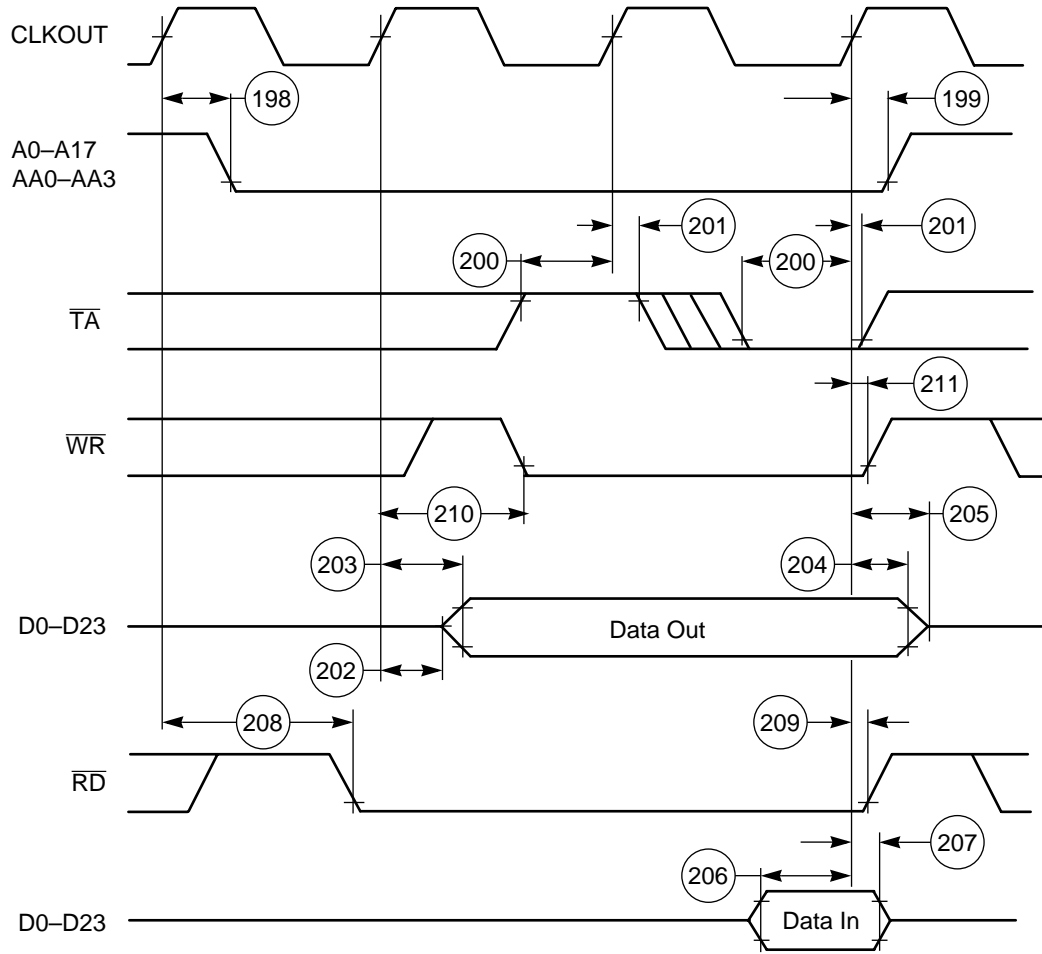 CLKOUT
198
199
A0–A17
AA0–AA3
201
201
200
200
TA
211
WR
210
205
203
204
D0–D23
Data Out
202
208
209
RD
207
206
D0–D23
Data In